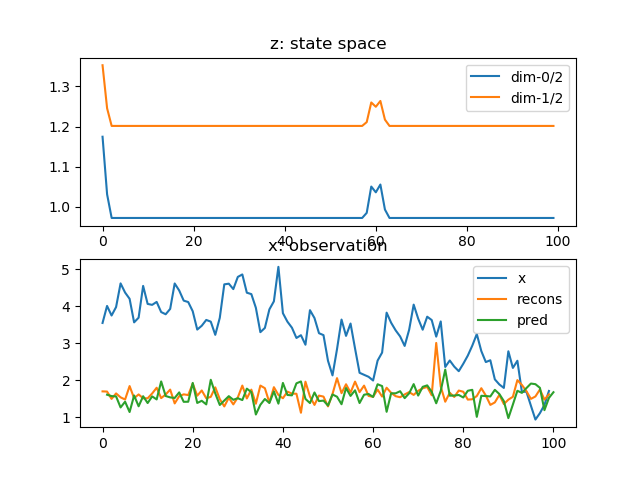 z: state space
1.3
1.2
1.1
1.0
dim-0/2
dim-1/2
0 20 40 60 80 100
x: observation
5
4
3
2
1
x
recons
pred
0 20 40 60 80 100